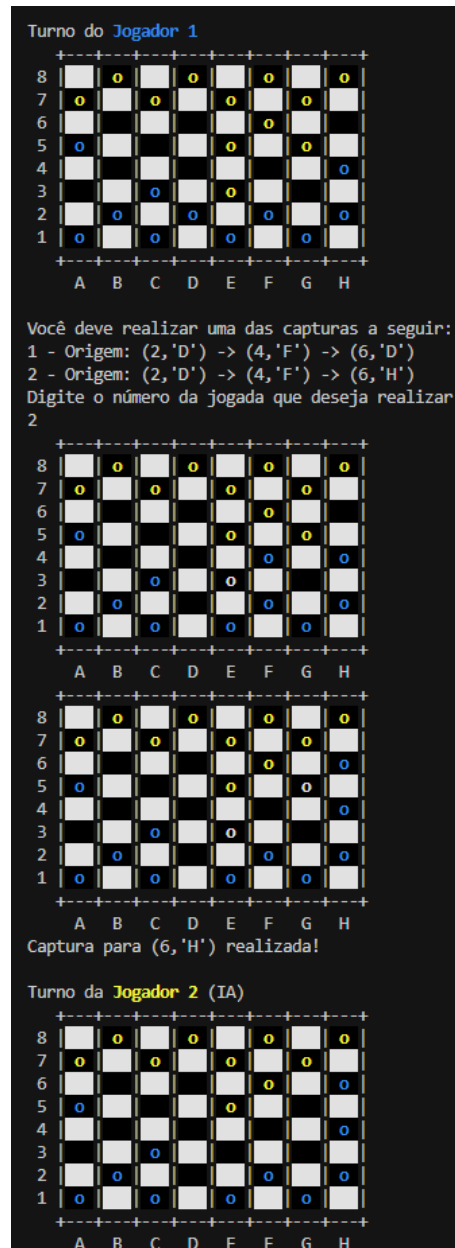 Turno do Jogador 1
+---+---+---+---+---+---+---+---+
8 |   | o |   | o |   | o |   | o |
7 | o |   | o |   | o |   | o |   |
6 |   |   |   |   |   | o |   |   |
5 | o |   |   |   | o |   | o |   |
4 |   |   |   |   |   |   |   | o |
3 |   |   | o |   | o |   |   |   |
2 |   | o |   | o |   | o |   | o |
1 | o |   | o |   | o |   | o |   |
+---+---+---+---+---+---+---+---+
A B C D E F G H
Você deve realizar uma das capturas a seguir:
1 - Origem: (2,'D') -> (4,'F') -> (6,'D')
2 - Origem: (2,'D') -> (4,'F') -> (6,'H')
Digite o número da jogada que deseja realizar
2
+---+---+---+---+---+---+---+---+
8 |   | o |   | o |   | o |   | o |
7 | o |   | o |   | o |   | o |   |
6 |   |   |   |   |   | o |   |   |
5 | o |   |   |   | o |   | o |   |
4 |   |   |   |   |   | o |   | o |
3 |   |   | o |   | o |   |   |   |
2 |   | o |   |   |   | o |   | o |
1 | o |   | o |   | o |   | o |   |
+---+---+---+---+---+---+---+---+
A B C D E F G H
+---+---+---+---+---+---+---+---+
8 |   | o |   | o |   | o |   | o |
7 | o |   | o |   | o |   | o |   |
6 |   |   |   |   |   | o |   | o |
5 | o |   |   |   | o |   | o |   |
4 |   |   |   |   |   |   |   | o |
3 |   |   | o |   | o |   |   |   |
2 |   | o |   |   |   | o |   | o |
1 | o |   | o |   | o |   | o |   |
+---+---+---+---+---+---+---+---+
A B C D E F G H
Captura para (6,'H') realizada!
Turno da Jogador 2 (IA)
+---+---+---+---+---+---+---+---+
8 |   | o |   | o |   | o |   | o |
7 | o |   | o |   | o |   | o |   |
6 |   |   |   |   |   | o |   | o |
5 | o |   |   |   | o |   |   |   |
4 |   |   |   |   |   |   |   | o |
3 |   |   | o |   |   |   |   |   |
2 |   | o |   |   |   | o |   | o |
1 | o |   | o |   | o |   | o |   |
+---+---+---+---+---+---+---+---+
A B C D E F G H